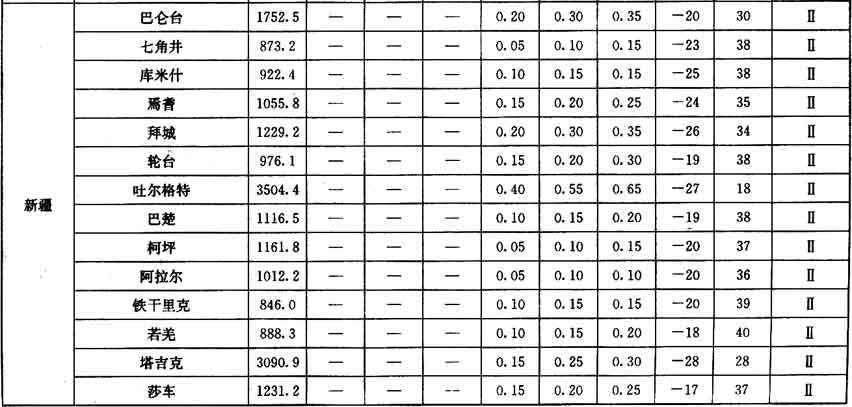 新疆
巴仑台 1752.5 — — — 0.20 0.30 0.35 -20 30 Ⅱ
七角井 873.2 — — — 0.05 0.10 0.15 -23 38 Ⅱ
库米什 922.4 — — — 0.10 0.15 0.15 -25 38 Ⅱ
焉耆 1055.8 — — — 0.15 0.20 0.25 -24 35 Ⅱ
拜城 1229.2 — — — 0.20 0.30 0.35 -26 34 Ⅱ
轮台 976.1 — — — 0.15 0.20 0.30 -19 38 Ⅱ
吐尔格特 3504.4 — — — 0.40 0.55 0.65 -27 18 Ⅱ
巴楚 1116.5 — — — 0.10 0.15 0.20 -19 38 Ⅱ
柯坪 1161.8 — — — 0.05 0.10 0.15 -20 37 Ⅱ
阿拉尔 1012.2 — — — 0.05 0.10 0.10 -20 36 Ⅱ
铁干里克 846.0 — — — 0.10 0.15 0.15 -20 39 Ⅱ
若羌 888.3 — — — 0.10 0.15 0.20 -18 40 Ⅱ
塔吉克 3090.9 — — — 0.15 0.25 0.30 -28 28 Ⅱ
莎车 1231.2 — — — 0.15 0.20 0.25 -17 37 Ⅱ